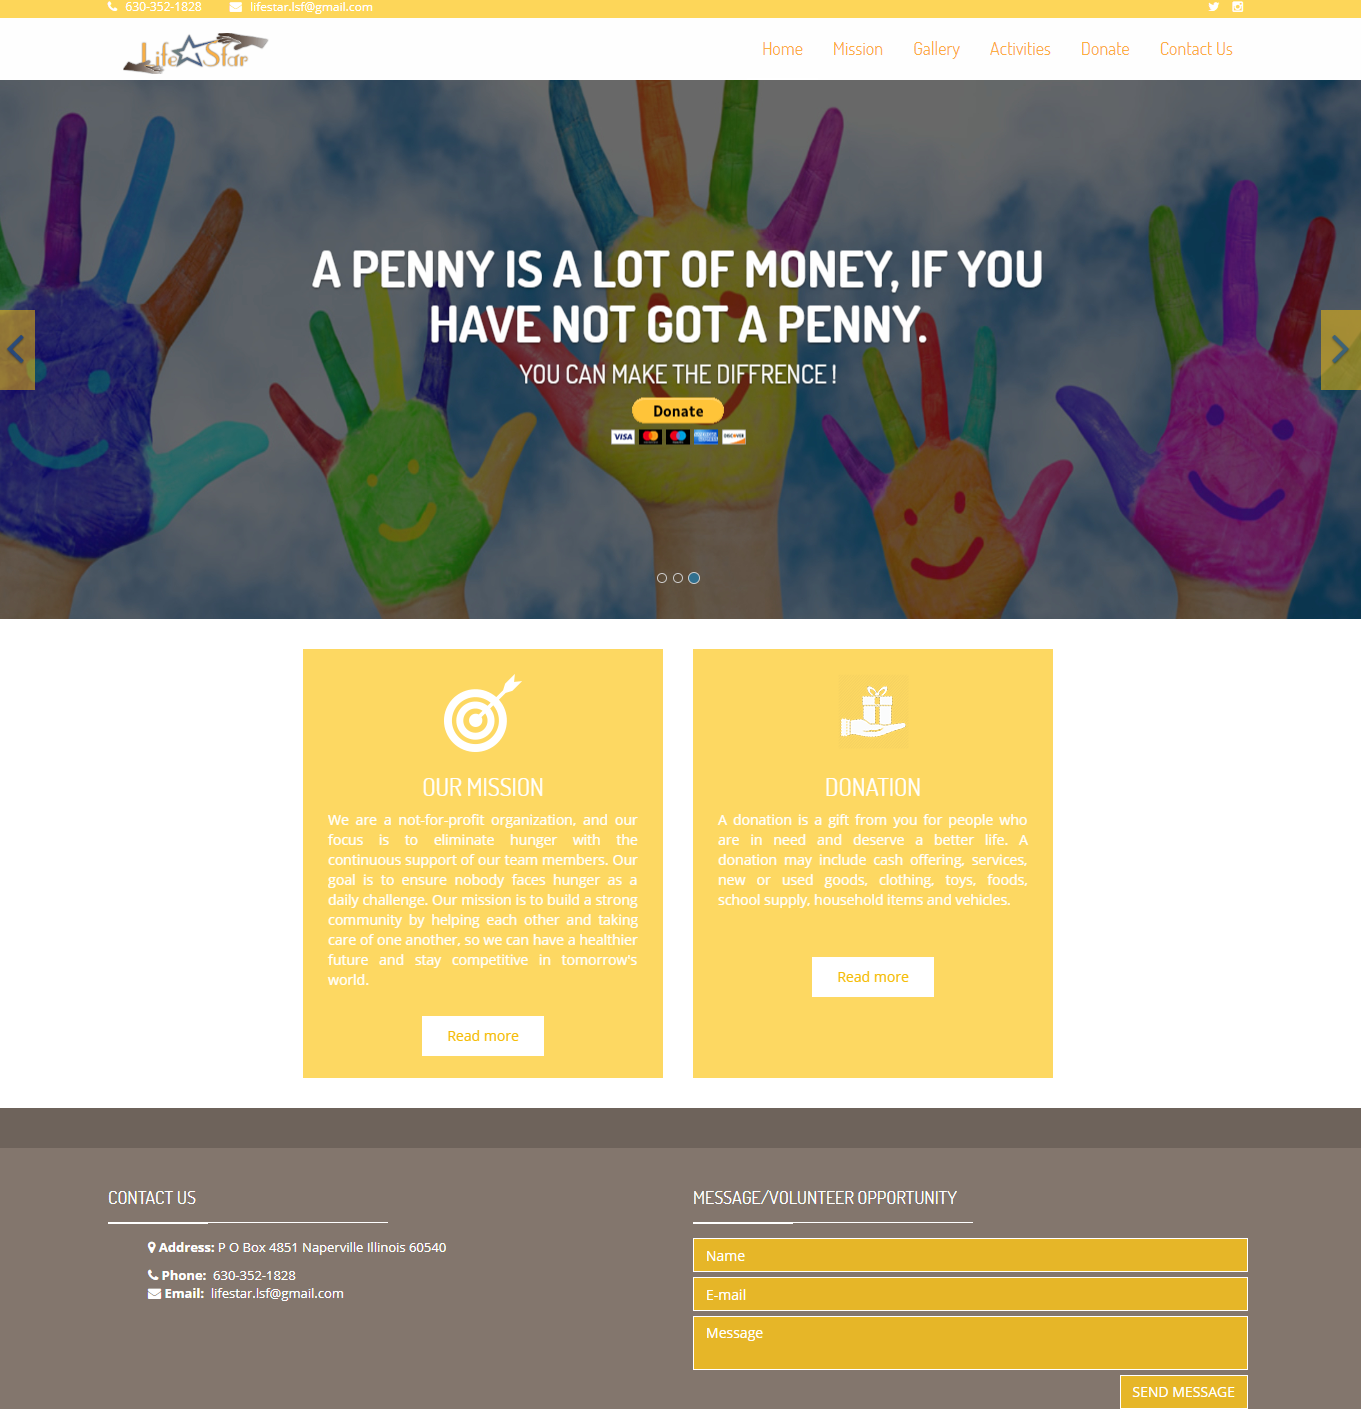 630-352-1828 lifestar.lsf@gmail.com
Life Star
Home Mission Gallery Activities Donate Contact Us
A PENNY IS A LOT OF MONEY, IF YOU
HAVE NOT GOT A PENNY.
YOU CAN MAKE THE DIFFRENCE !
Donate
VISA DISCOVER
OUR MISSION
We are a not-for-profit organization, and our
focus is to eliminate hunger with the
continuous support of our team members. Our
goal is to ensure nobody faces hunger as a
daily challenge. Our mission is to build a strong
community by helping each other and taking
care of one another, so we can have a healthier
future and stay competitive in tomorrow's
world.
Read more
DONATION
A donation is a gift from you for people who
are in need and deserve a better life. A
donation may include cash offering, services,
new or used goods, clothing, toys, foods,
school supply, household items and vehicles.
Read more
CONTACT US
Address: P O Box 4851 Naperville Illinois 60540
Phone: 630-352-1828
Email: lifestar.lsf@gmail.com
MESSAGE/VOLUNTEER OPPORTUNITY
Name
E-mail
Message
SEND MESSAGE